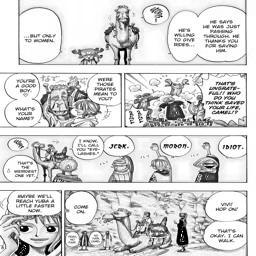 HE SAYS
HE WAS JUST
PASSING
THROUGH. HE
THANKS YOU
FOR SAVING
HIM.
HE'S
WILLING
TO GIVE
RIDES...
...BUT ONLY
TO WOMEN.
THAT'S
UNGRATE-
FUL!! WHO DO
YOU THINK
SAVED YOUR
LIFE,
CAMEL!?
WERE
THOSE
PIRATES
MEAN TO
YOU?
YOU'RE
A GOOD
BOY.
WHAT'S
YOUR
NAME?
IDIOT.
MORON.
JERK.
I KNOW.
I'LL CALL
YOU "EYE-
LASHES."
THAT'S THE
WEIRDEST
ONE YET.
VIVI!
HOP ON!
THAT'S
OKAY. I CAN
WALK.
COME
ON.
MAYBE WE'LL
REACH YUBA A
LITTLE FASTER
NOW.